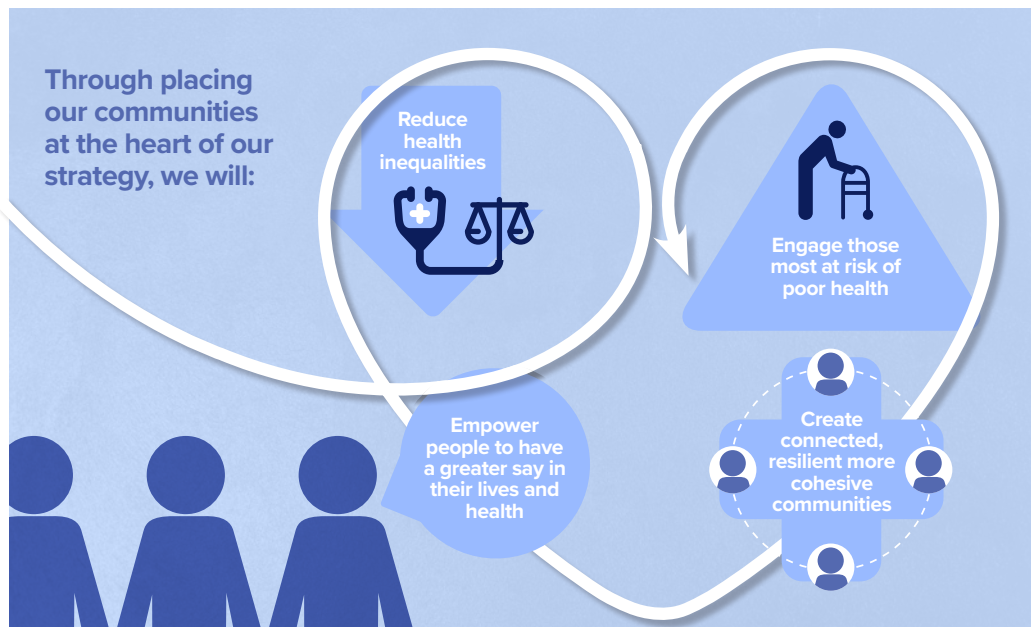 Through placing
our communities
at the heart of our
strategy, we will:
Reduce
health
inequalities
Empower
people to have
a greater say in
their lives and
health
Create
connected,
resilient more
cohesive
communities
Engage those
most at risk of
poor health